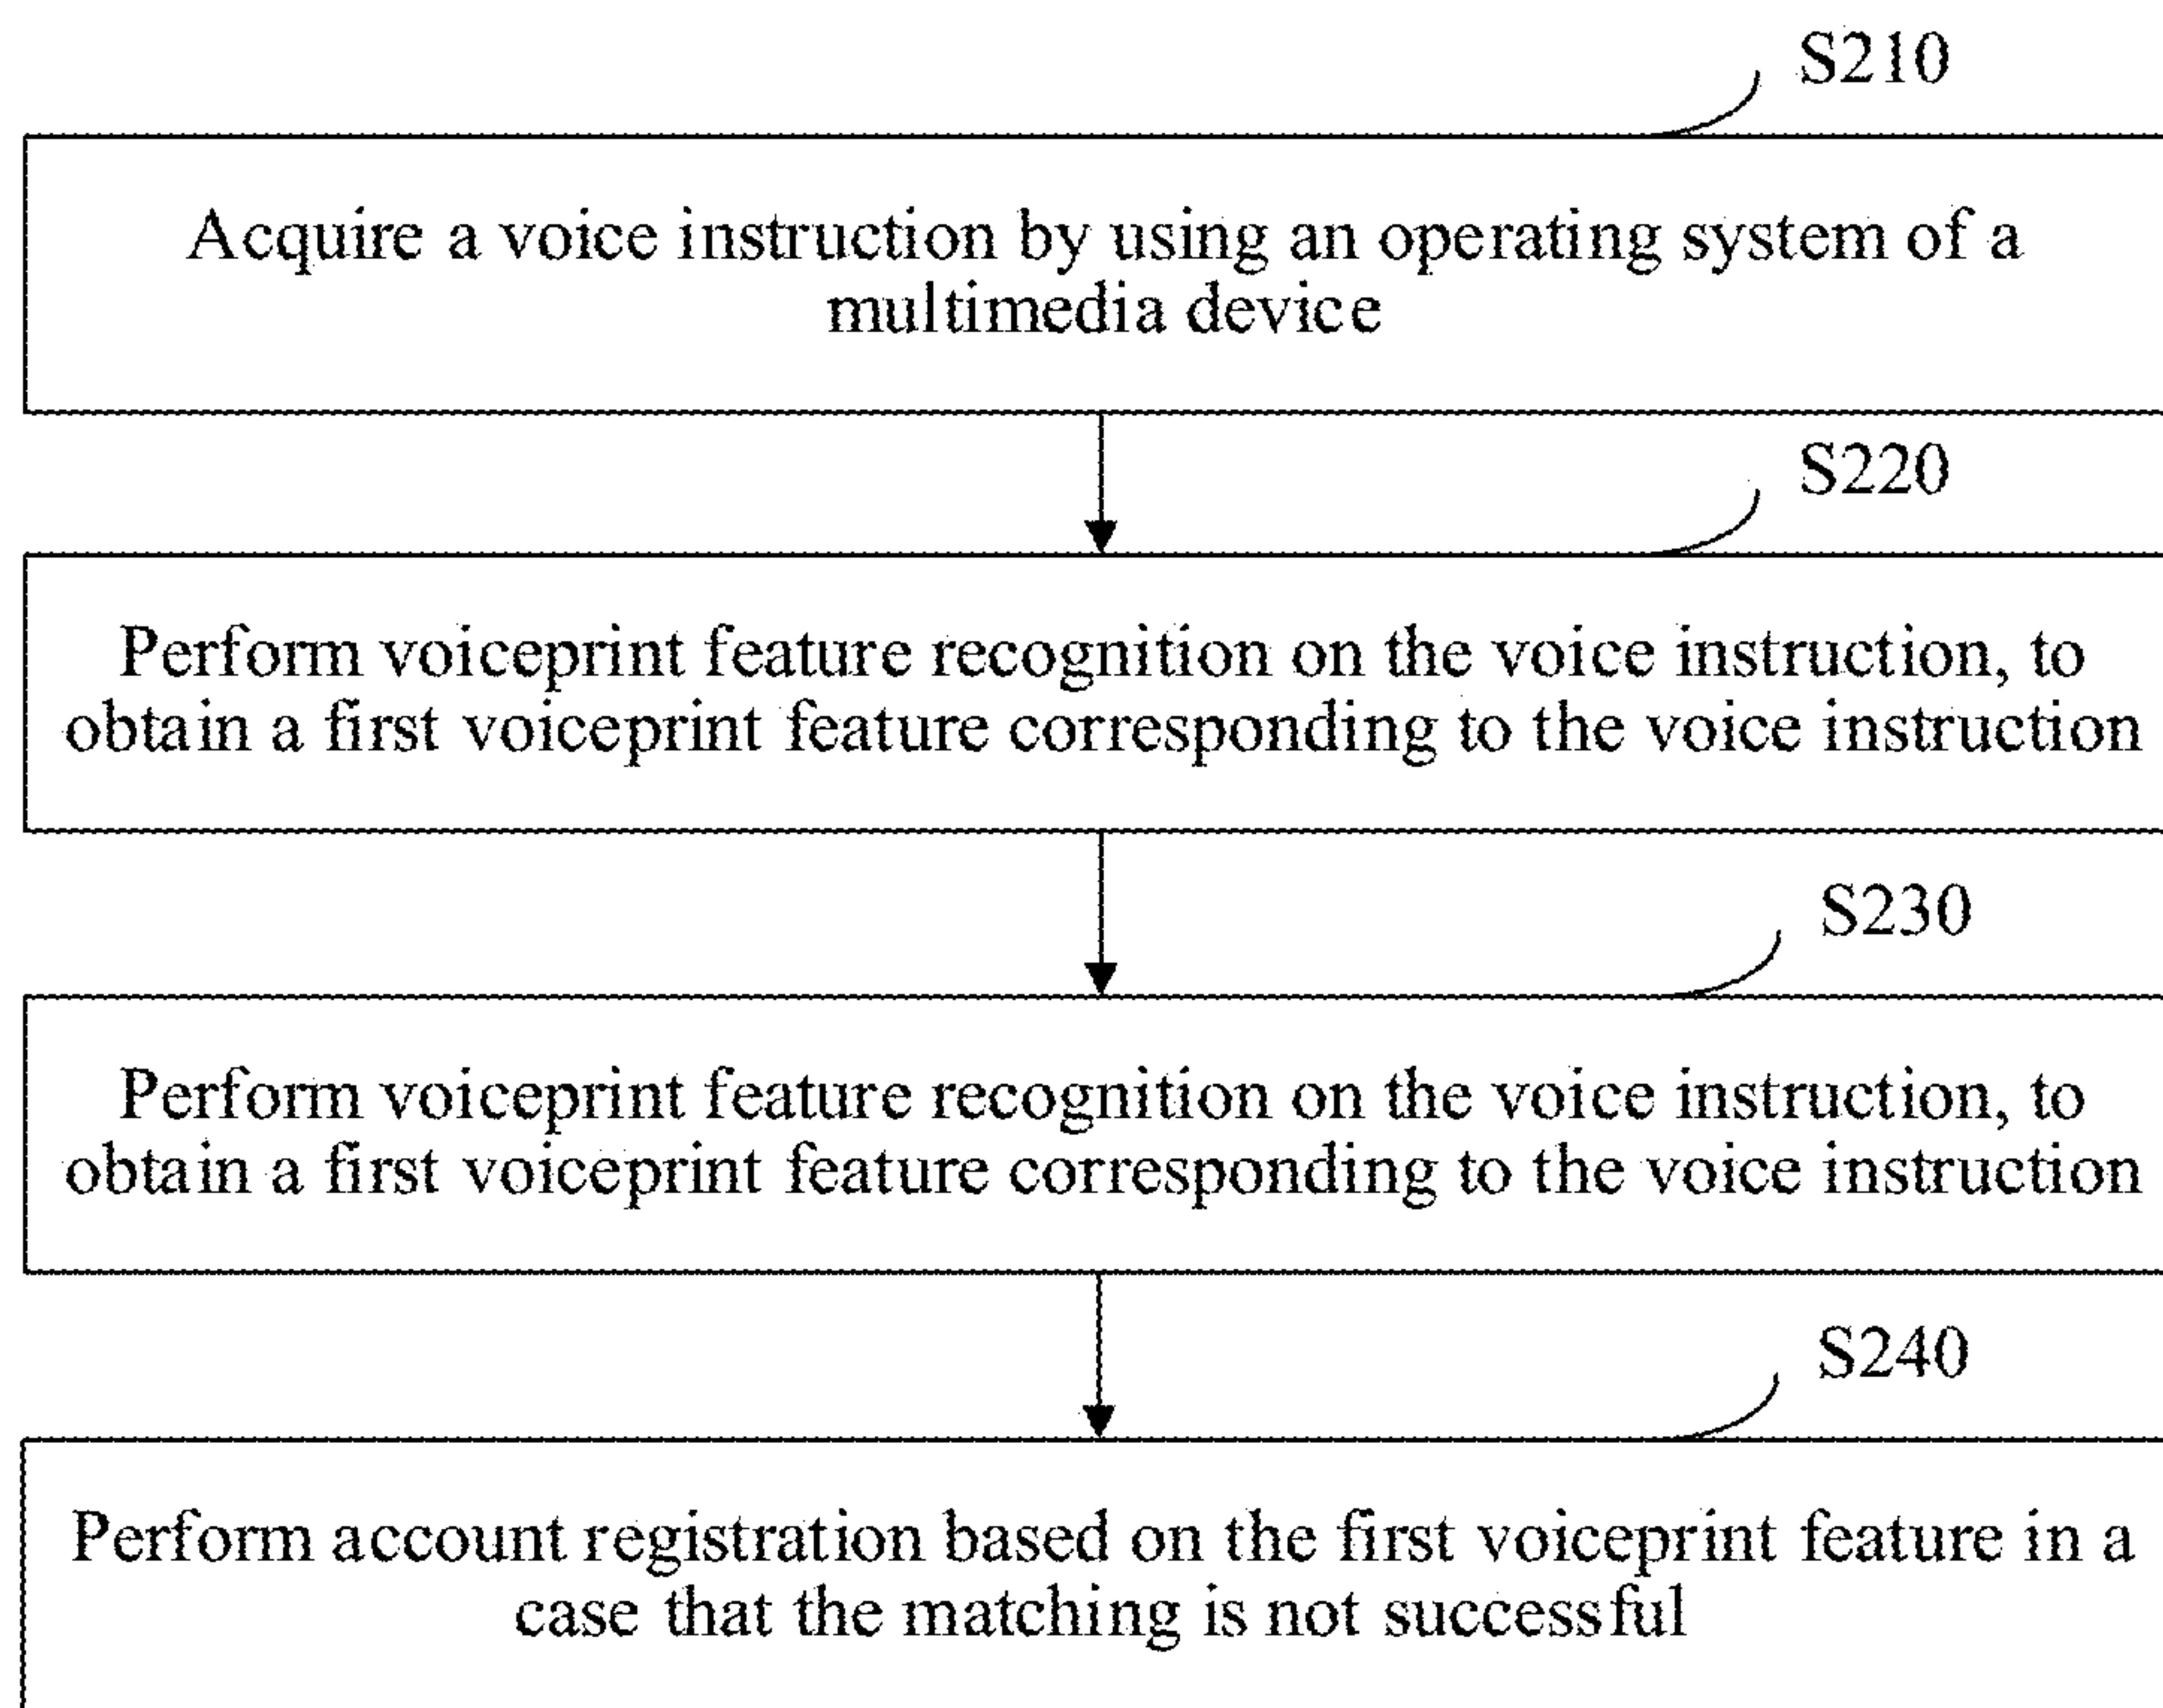 S210
Acquire a voice instruction by using an operating system of a
multimedia device
S220
Perform voiceprint feature recognition on the voice instruction, to
obtain a first voiceprint feature corresponding to the voice instruction
S230
Perform voiceprint feature recognition on the voice instruction, to
obtain a first voiceprint feature corresponding to the voice instruction
S240
Perform account registration based on the first voiceprint feature in a
case that the matching is not successful